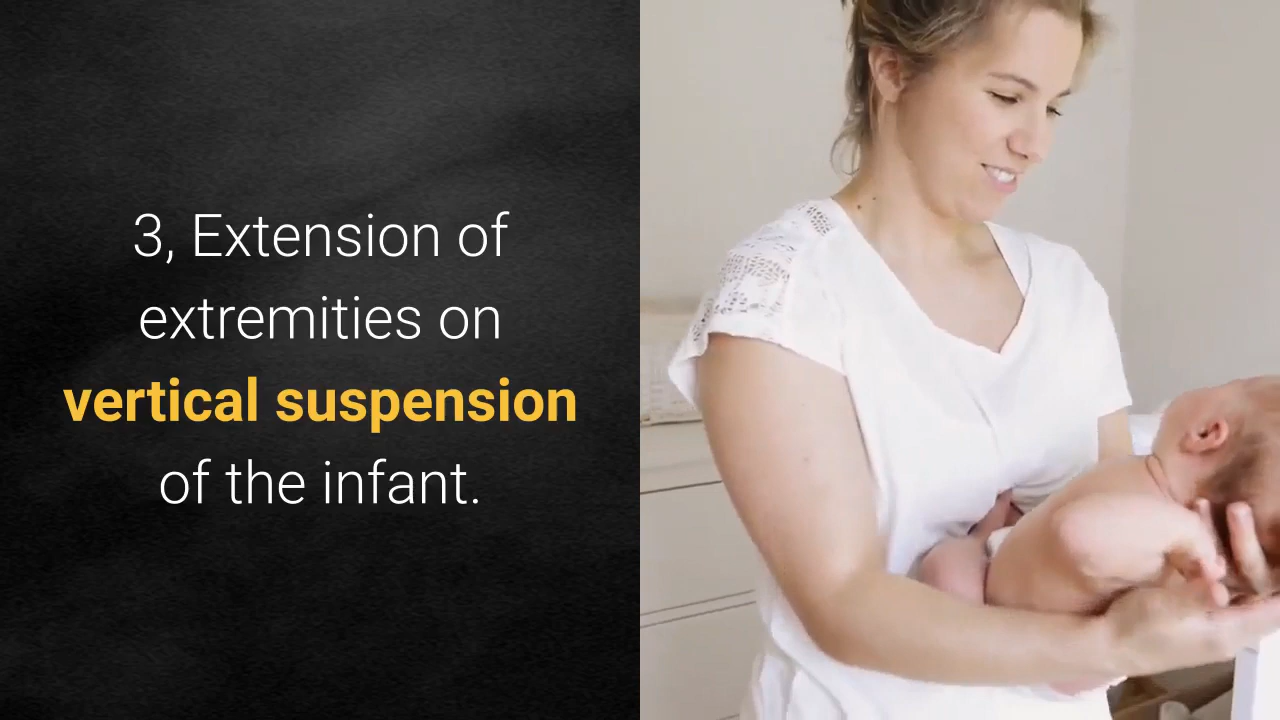 3, Extension of
extremities on
vertical suspension
of the infant.